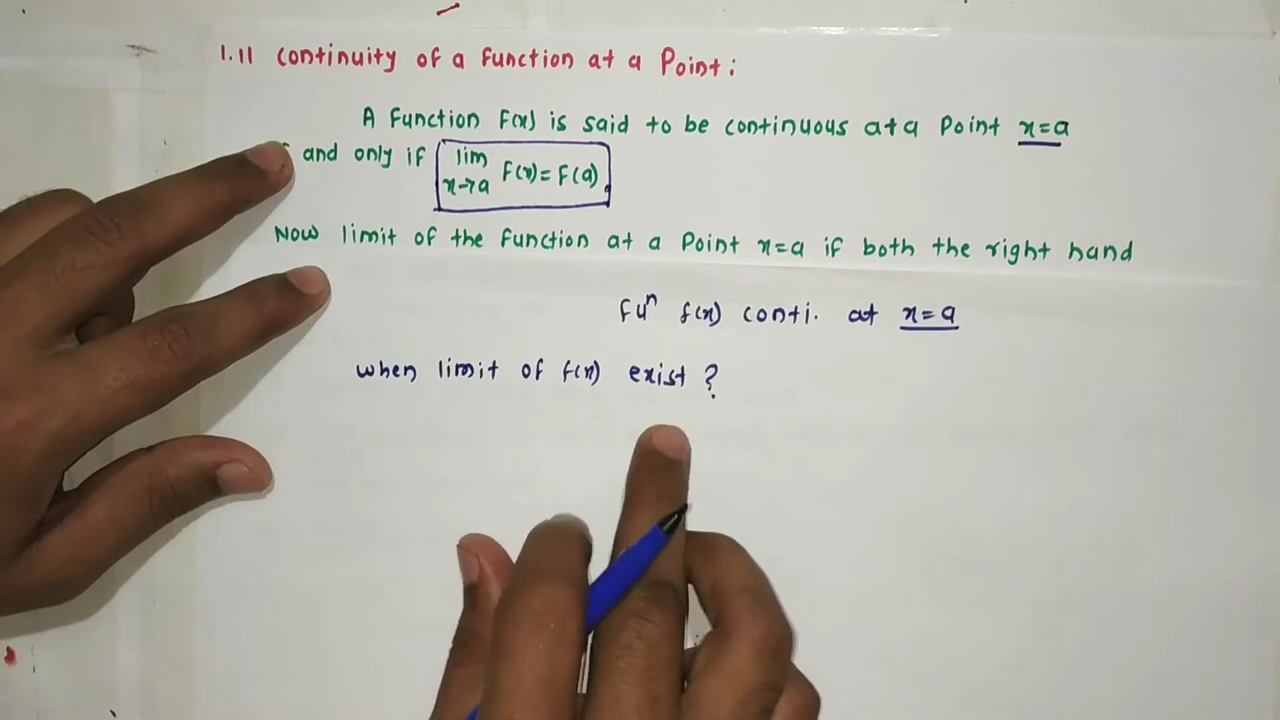 1.11 Continuity of a Function at a Point:
A Function F(x) is said to be continuous at a Point x=a
and only if lim x→a F(x)=F(a).
Now limit of the Function at a Point x=a if both the right hand
Fuⁿ f(x) conti. at x=a
when limit of f(x) exist ?